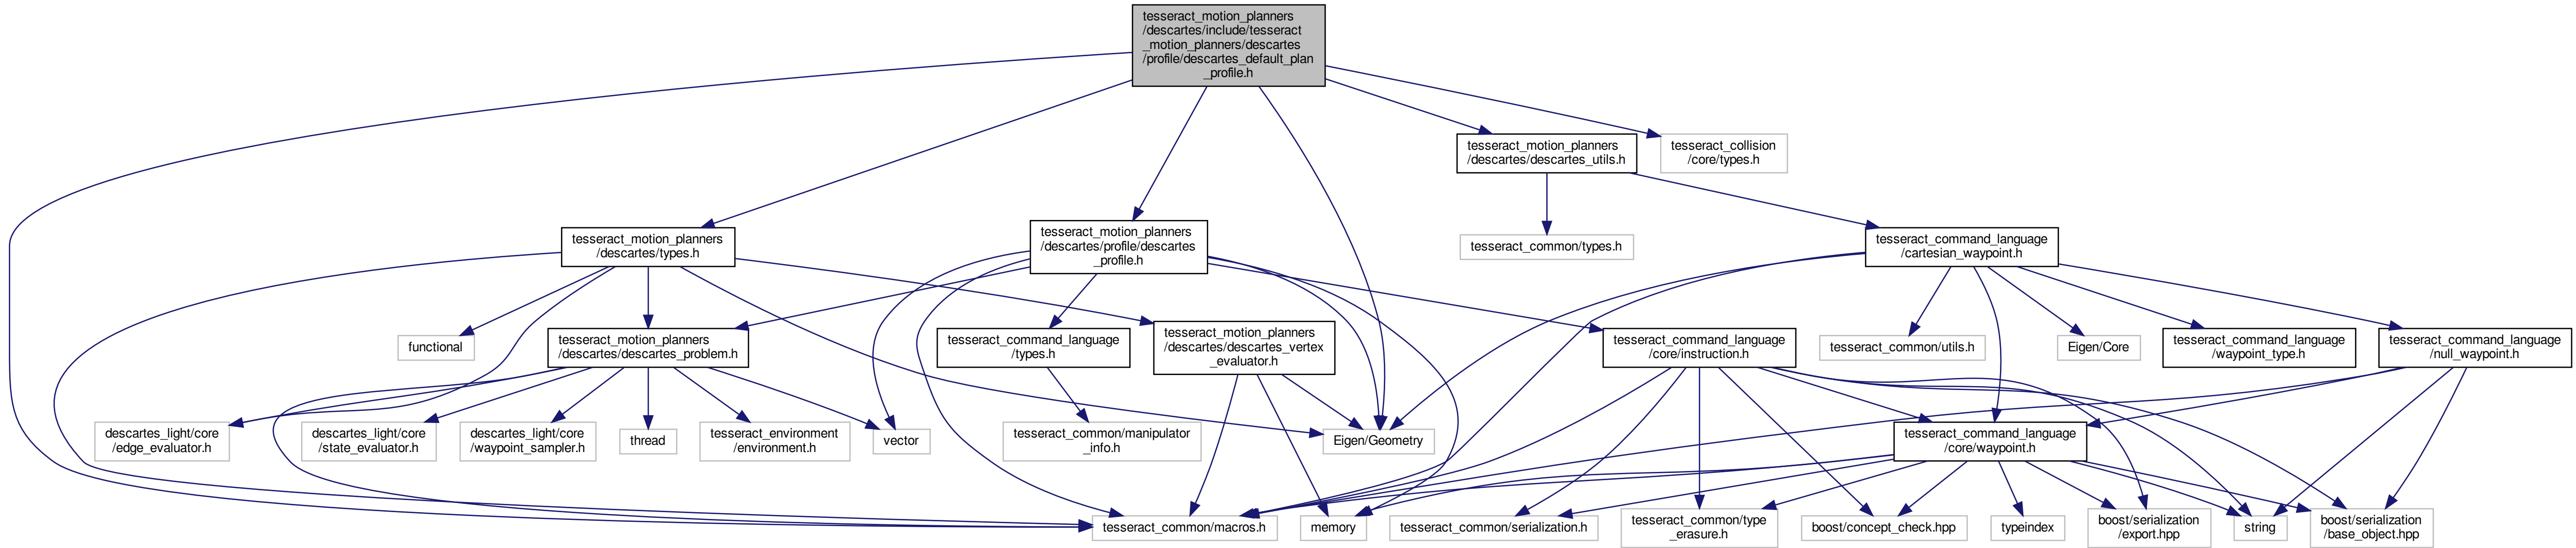 tesseract_motion_planners
/descartes/include/tesseract
_motion_planners/descartes
/profile/descartes_default_plan
_profile.h
tesseract_motion_planners
/descartes/descartes_utils.h
tesseract_collision
/core/types.h
tesseract_motion_planners
/descartes/types.h
tesseract_motion_planners
/descartes/profile/descartes
_profile.h
tesseract_common/types.h
tesseract_command_language
/cartesian_waypoint.h
functional
tesseract_motion_planners
/descartes/descartes_problem.h
tesseract_command_language
/types.h
tesseract_motion_planners
/descartes/descartes_vertex
_evaluator.h
tesseract_command_language
/core/instruction.h
tesseract_common/utils.h
Eigen/Core
tesseract_command_language
/waypoint_type.h
tesseract_command_language
/null_waypoint.h
descartes_light/core
/edge_evaluator.h
descartes_light/core
/state_evaluator.h
descartes_light/core
/waypoint_sampler.h
thread
tesseract_environment
/environment.h
vector
tesseract_common/manipulator
_info.h
Eigen/Geometry
tesseract_command_language
/core/waypoint.h
tesseract_common/macros.h
memory
tesseract_common/serialization.h
tesseract_common/type
_erasure.h
boost/concept_check.hpp
typeindex
boost/serialization
/export.hpp
string
boost/serialization
/base_object.hpp